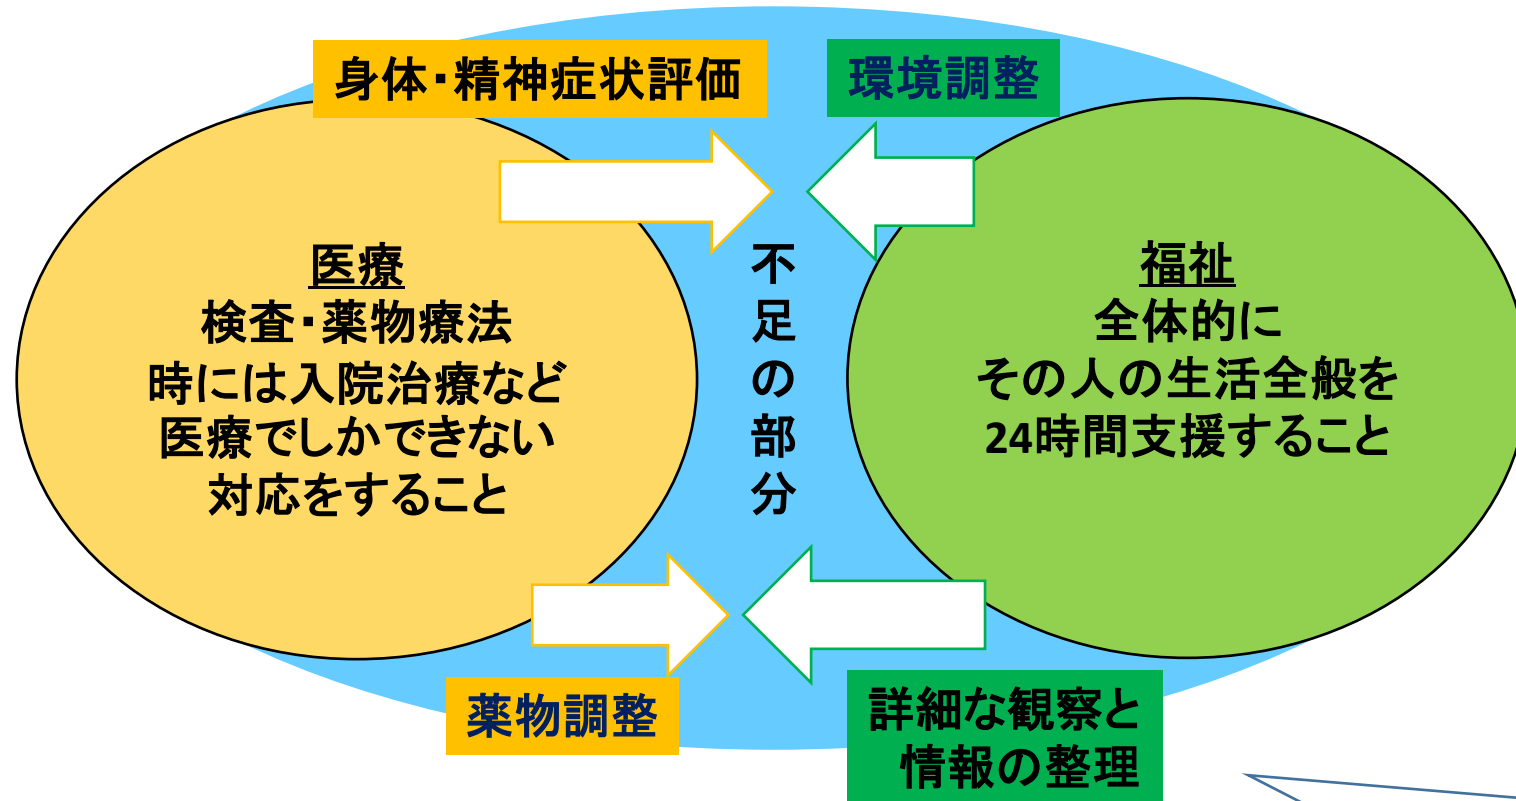 身体・精神症状評価
環境調整
医療
検査・薬物療法
時には入院治療など
医療でしかできない
対応をすること
不足の部分
福祉
全体的に
その人の生活全般を
24時間支援すること
薬物調整
詳細な観察と
情報の整理